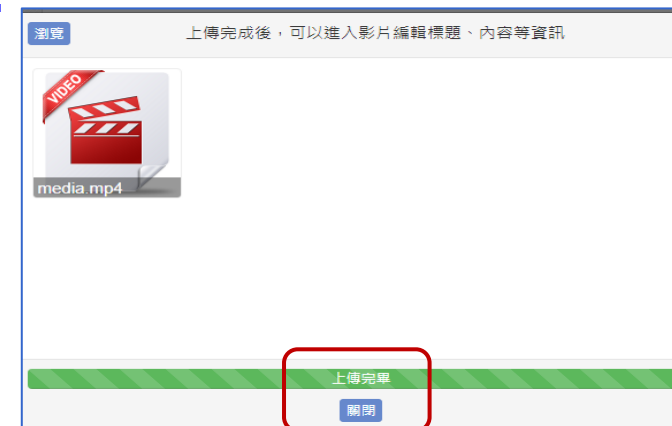 瀏覽
上傳完成後，可以進入影片編輯標題、內容等資訊
VIDEO
media.mp4
上傳完畢
關閉